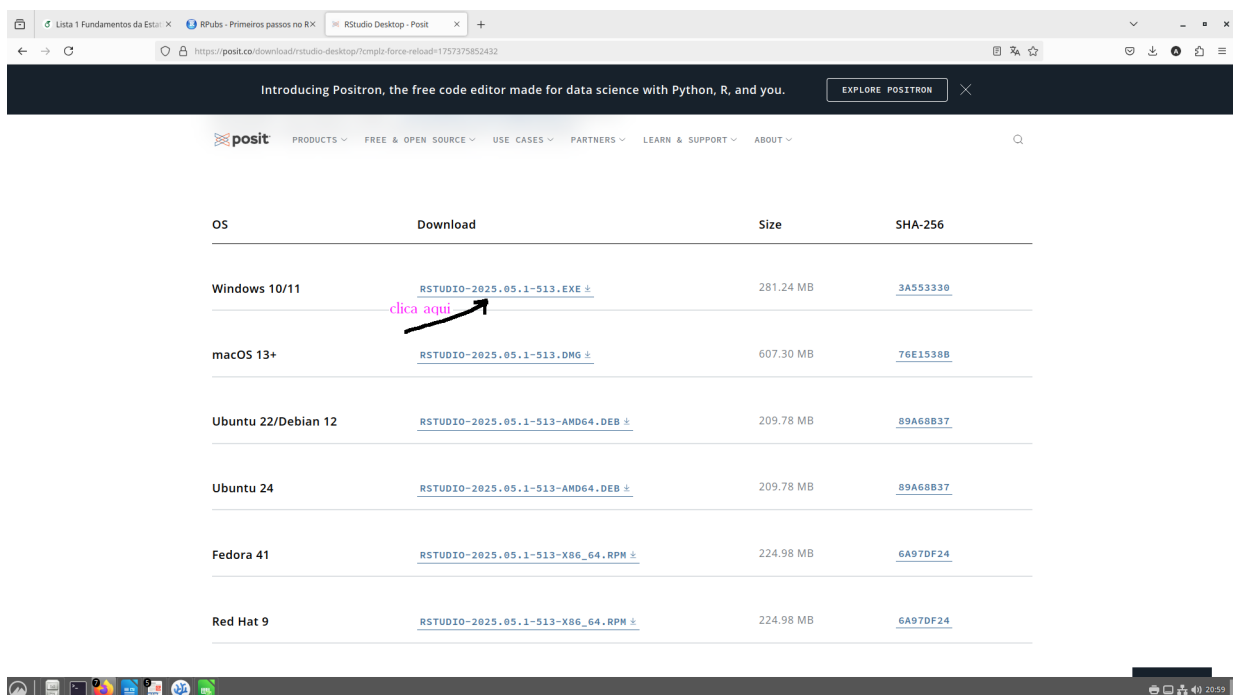 Lista 1 Fundamentos da Estat
RPubs - Primeiros passos no R
RStudio Desktop - Posit
https://posit.co/download/rstudio-desktop/?cmplz-force-reload=1757375852432
Introducing Positron, the free code editor made for data science with Python, R, and you.
EXPLORE POSITRON
posit
PRODUCTS
FREE & OPEN SOURCE
USE CASES
PARTNERS
LEARN & SUPPORT
ABOUT
OS Download Size SHA-256
Windows 10/11 RSTUDIO-2025.05.1-513.EXE 281.24 MB 3A553330
clica aqui
macOS 13+ RSTUDIO-2025.05.1-513.DMG 607.30 MB 76E1538B
Ubuntu 22/Debian 12 RSTUDIO-2025.05.1-513-AMD64.DEB 209.78 MB 89A68B37
Ubuntu 24 RSTUDIO-2025.05.1-513-AMD64.DEB 209.78 MB 89A68B37
Fedora 41 RSTUDIO-2025.05.1-513-X86_64.RPM 224.98 MB 6A97DF24
Red Hat 9 RSTUDIO-2025.05.1-513-X86_64.RPM 224.98 MB 6A97DF24
7
5
20:59